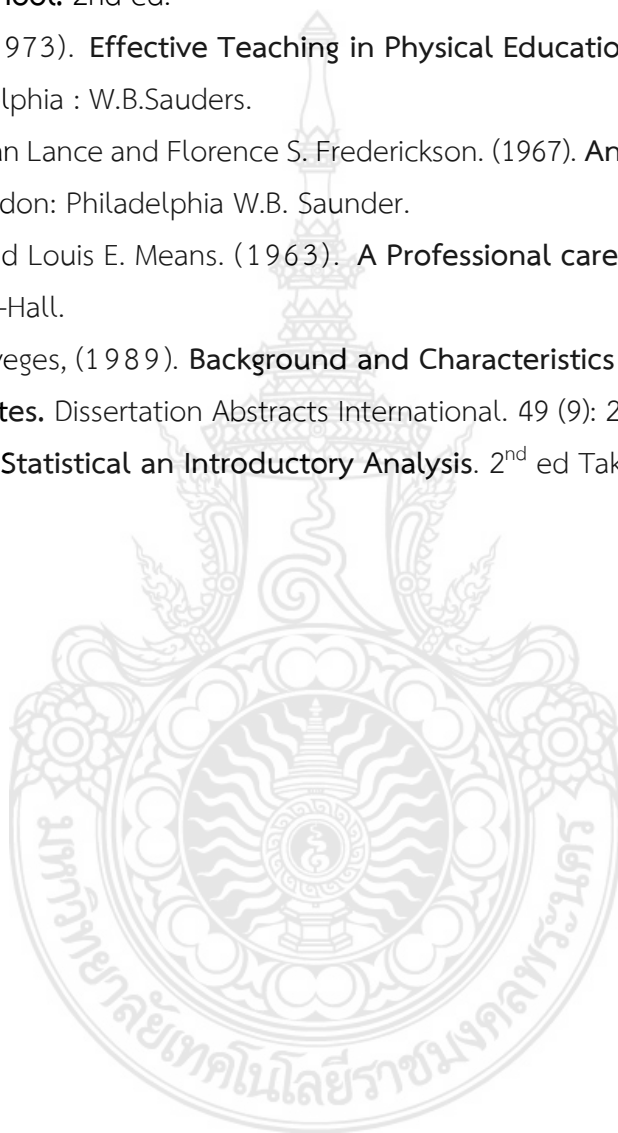 hool. 2nd ed.
973). Effective Teaching in Physical Educatio
lphia : W.B.Sauders.
an Lance and Florence S. Frederickson. (1967). An
don: Philadelphia W.B. Saunder.
d Louis E. Means. (1963). A Professional care
-Hall.
veges, (1989). Background and Characteristics
tes. Dissertation Abstracts International. 49 (9): 2
Statistical an Introductory Analysis. 2nd ed Tak
มหาวิทยาลัยเทคโนโลยีราชมงคลพระนคร